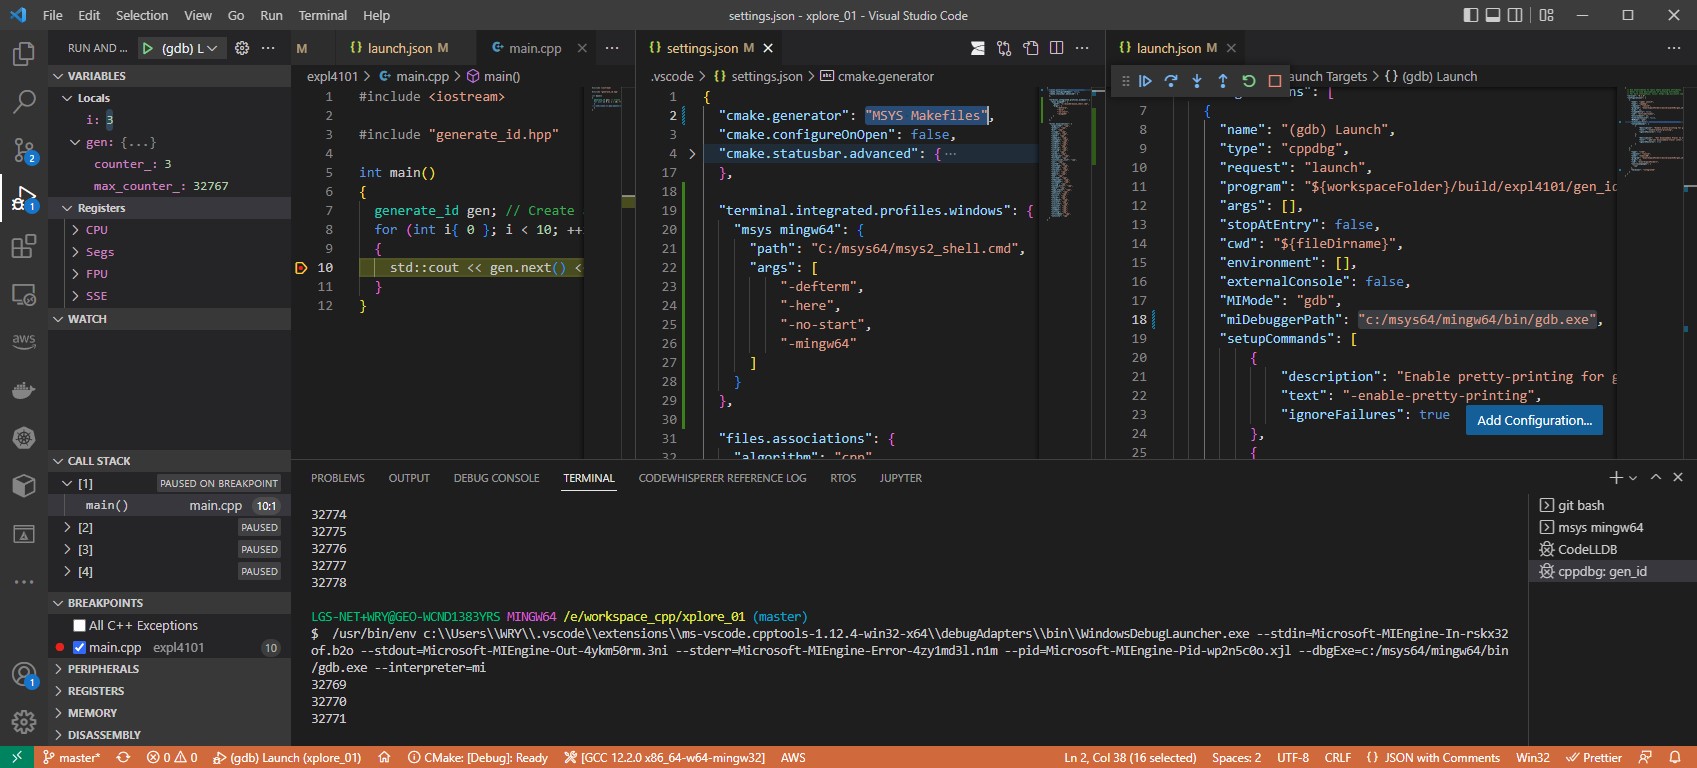 File Edit Selection View Go Run Terminal Help
settings.json - xplore_01 - Visual Studio Code
RUN AND ... (gdb) L
VARIABLES
Locals
i: 3
gen: {...}
counter_: 3
max_counter_: 32767
Registers
CPU
Segs
FPU
SSE
WATCH
CALL STACK
[1] PAUSED ON BREAKPOINT
main() main.cpp 10:1
[2] PAUSED
[3] PAUSED
[4] PAUSED
BREAKPOINTS
All C++ Exceptions
main.cpp expl4101 10
PERIPHERALS
REGISTERS
MEMORY
DISASSEMBLY
2
1
aws
1
M launch.json M main.cpp
expl4101 > main.cpp > main()
1 #include <iostream>
2
3 #include "generate_id.hpp"
4
5 int main()
6 {
7 generate_id gen; // Create
8 for (int i{ 0 }; i < 10; ++
9 {
10 std::cout << gen.next() <
11 }
12 }
settings.json M
.vscode > settings.json > cmake.generator
1 {
2 "cmake.generator": "MSYS Makefiles",
3 "cmake.configureOnOpen": false,
4 "cmake.statusbar.advanced": { ...
17 },
18
19 "terminal.integrated.profiles.windows": {
20 "msys mingw64": {
21 "path": "C:/msys64/msys2_shell.cmd",
22 "args": [
23 "-defterm",
24 "-here",
25 "-no-start",
26 "-mingw64"
27 ]
28 }
29 },
30
31 "files.associations": {
32 "algorithm": "cpp"
launch.json M
aunch Targets > {} (gdb) Launch
ns": [
7 {
8 "name": "(gdb) Launch",
9 "type": "cppdbg",
10 "request": "launch",
11 "program": "${workspaceFolder}/build/expl4101/gen_id
12 "args": [],
13 "stopAtEntry": false,
14 "cwd": "${fileDirname}",
15 "environment": [],
16 "externalConsole": false,
17 "MIMode": "gdb",
18 "miDebuggerPath": "c:/msys64/mingw64/bin/gdb.exe",
19 "setupCommands": [
20 {
21 "description": "Enable pretty-printing for g
22 "text": "-enable-pretty-printing",
23 "ignoreFailures": true
24 },
25 {
Add Configuration...
PROBLEMS OUTPUT DEBUG CONSOLE TERMINAL CODEWHISPERER REFERENCE LOG RTOS JUPYTER
32774
32775
32776
32777
32778
LGS-NET+WRY@GEO-WCND1383YRS MINGW64 /e/workspace_cpp/xplore_01 (master)
$ /usr/bin/env c:\\Users\\WRY\\.vscode\\extensions\\ms-vscode.cpptools-1.12.4-win32-x64\\debugAdapters\\bin\\WindowsDebugLauncher.exe --stdin=Microsoft-MIEngine-In-rskx32
of.b2o --stdout=Microsoft-MIEngine-Out-4ykm50rm.3ni --stderr=Microsoft-MIEngine-Error-4zy1md3l.n1m --pid=Microsoft-MIEngine-Pid-wp2n5c0o.xjl --dbgExe=c:/msys64/mingw64/bin
/gdb.exe --interpreter=mi
32769
32770
32771
git bash
msys mingw64
CodeLLDB
cppdbg: gen_id
master* 0 0 (gdb) Launch (xplore_01) CMake: [Debug]: Ready [GCC 12.2.0 x86_64-w64-mingw32] AWS
Ln 2, Col 38 (16 selected) Spaces: 2 UTF-8 CRLF {} JSON with Comments Win32 Prettier